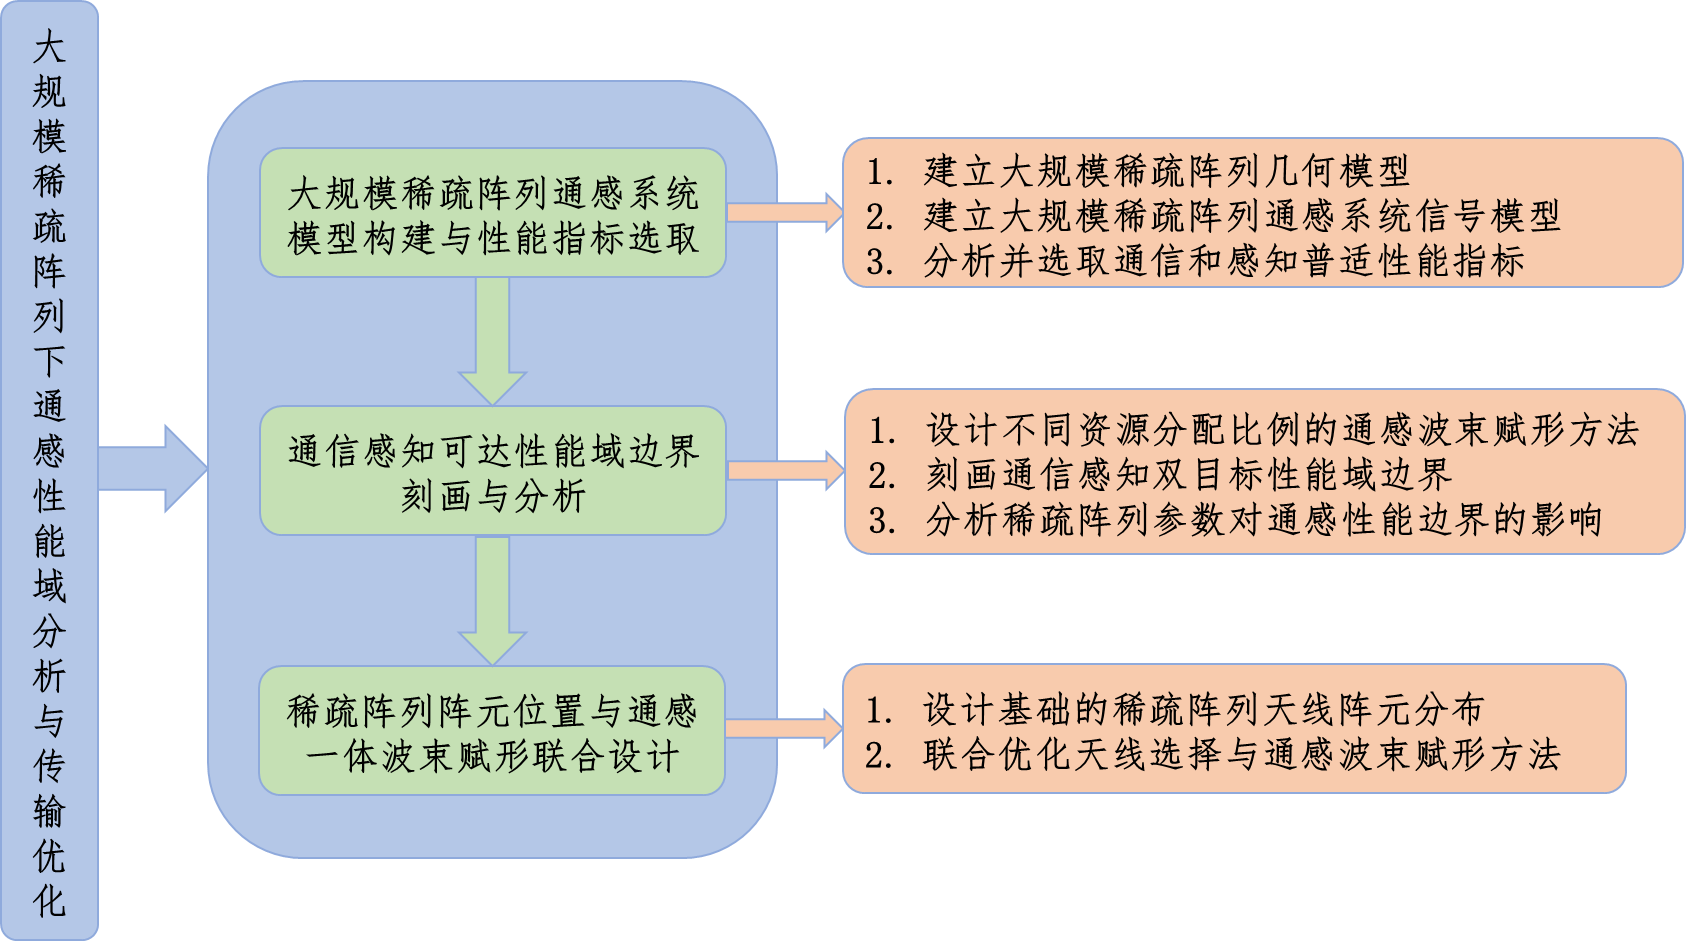 大规模稀疏阵列下通感性能域分析与传输优化
大规模稀疏阵列通感系统
模型构建与性能指标选取
1. 建立大规模稀疏阵列几何模型
2. 建立大规模稀疏阵列通感系统信号模型
3. 分析并选取通信和感知普适性能指标
通信感知可达性能域边界
刻画与分析
1. 设计不同资源分配比例的通感波束赋形方法
2. 刻画通信感知双目标性能域边界
3. 分析稀疏阵列参数对通感性能边界的影响
稀疏阵列阵元位置与通感
一体波束赋形联合设计
1. 设计基础的稀疏阵列天线阵元分布
2. 联合优化天线选择与通感波束赋形方法